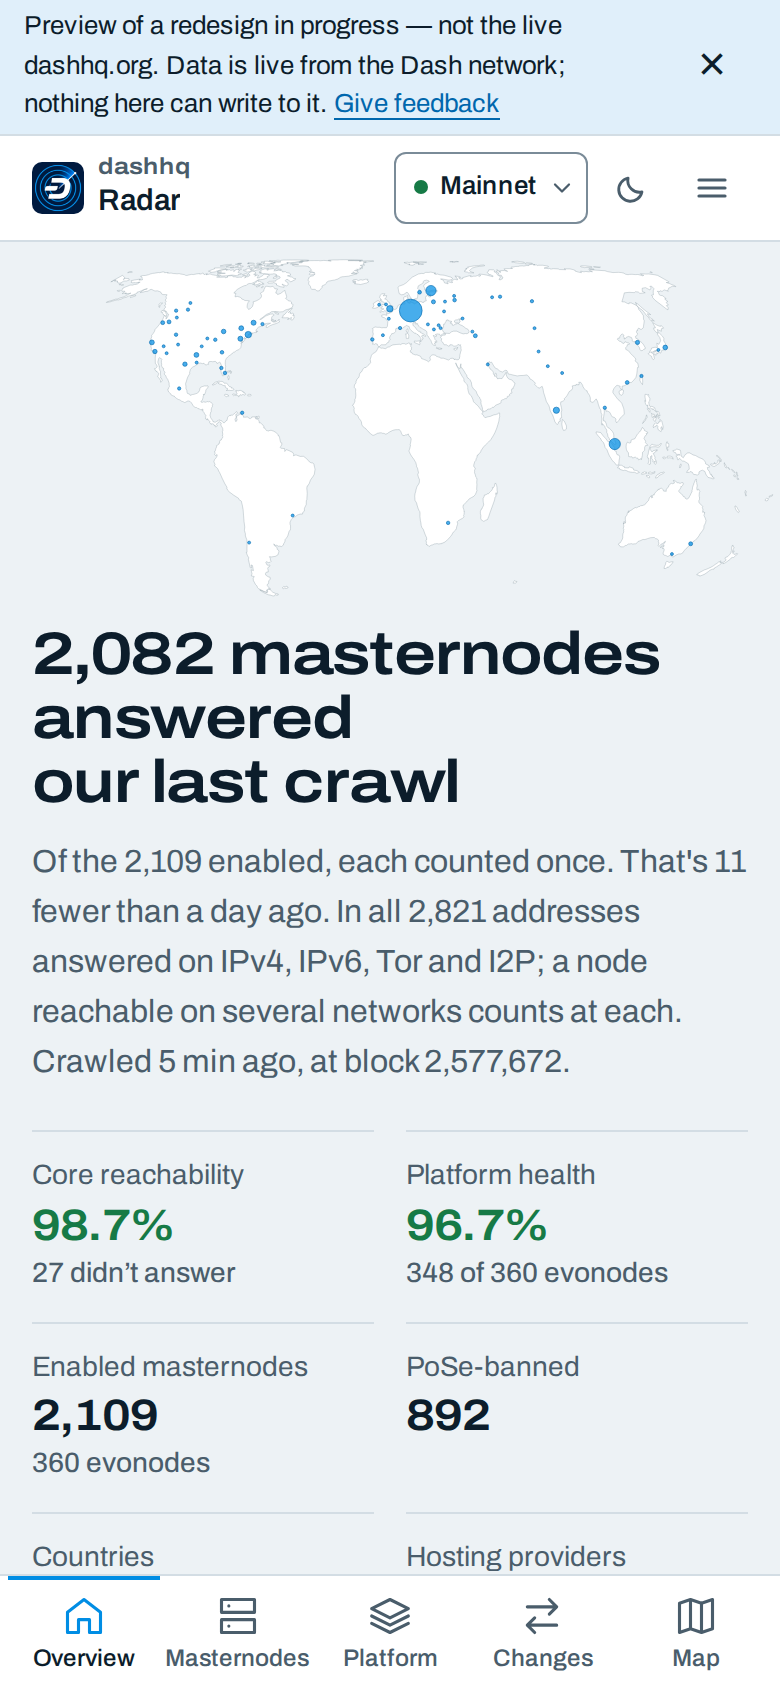 Preview of a redesign in progress — not the live
dashhq.org. Data is live from the Dash network;
nothing here can write to it. Give feedback
dashhq
Radar
Mainnet
2,082 masternodes
answered
our last crawl
Of the 2,109 enabled, each counted once. That's 11
fewer than a day ago. In all 2,821 addresses
answered on IPv4, IPv6, Tor and I2P; a node
reachable on several networks counts at each.
Crawled 5 min ago, at block 2,577,672.
Core reachability
98.7%
27 didn’t answer
Platform health
96.7%
348 of 360 evonodes
Enabled masternodes
2,109
360 evonodes
PoSe-banned
892
Countries
Hosting providers
Overview
Masternodes
Platform
Changes
Map